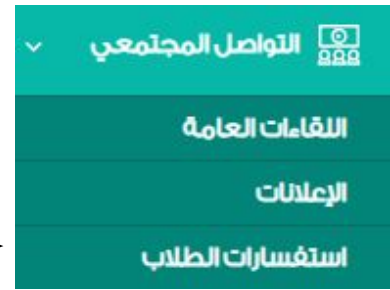 التواصل المجتمعي
اللقاءات العامة
الإعلانات
استفسارات الطلاب